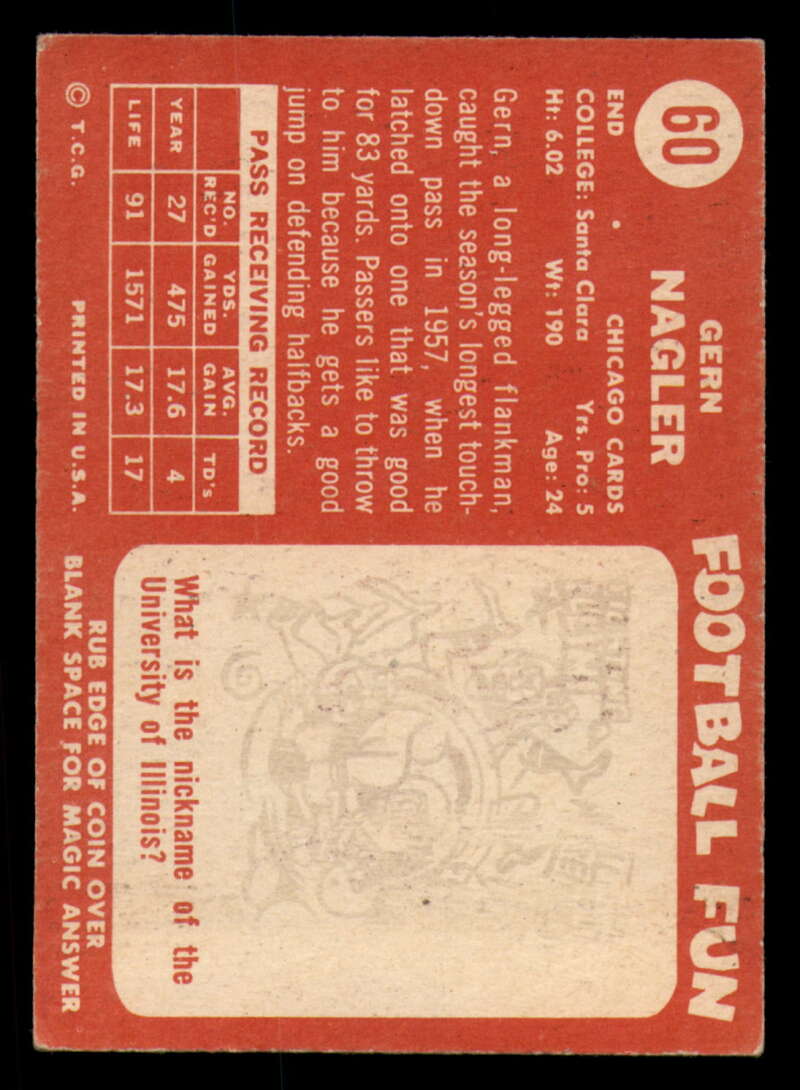 60
GERN
NAGLER
END • CHICAGO CARDS
COLLEGE: Santa Clara Yrs. Pro: 5
Ht: 6.02 Wt: 190 Age: 24
Gern, a long-legged flankman,
caught the season's longest touch-
down pass in 1957, when he
latched onto one that was good
for 83 yards. Passers like to throw
to him because he gets a good
jump on defending halfbacks.
PASS RECEIVING RECORD
NO. REC'D YDS. GAINED AVG. GAIN TD's
YEAR 27 475 17.6 4
LIFE 91 1571 17.3 17
© T.C.G. PRINTED IN U.S.A.
FOOTBALL FUN
What is the nickname of the
University of Illinois?
RUB EDGE OF COIN OVER
BLANK SPACE FOR MAGIC ANSWER